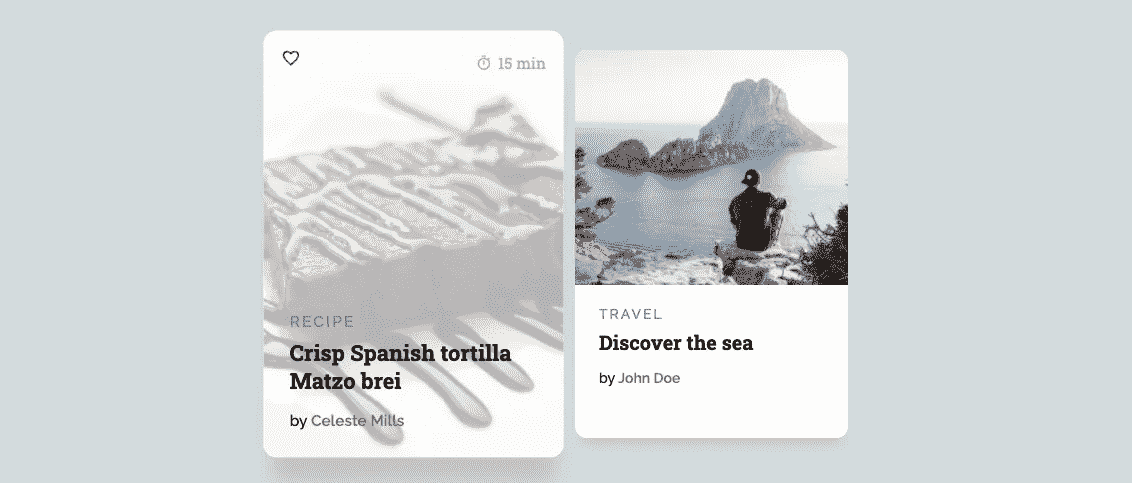 15 min
RECIPE
Crisp Spanish tortilla
Matzo brei
by Celeste Mills
TRAVEL
Discover the sea
by John Doe